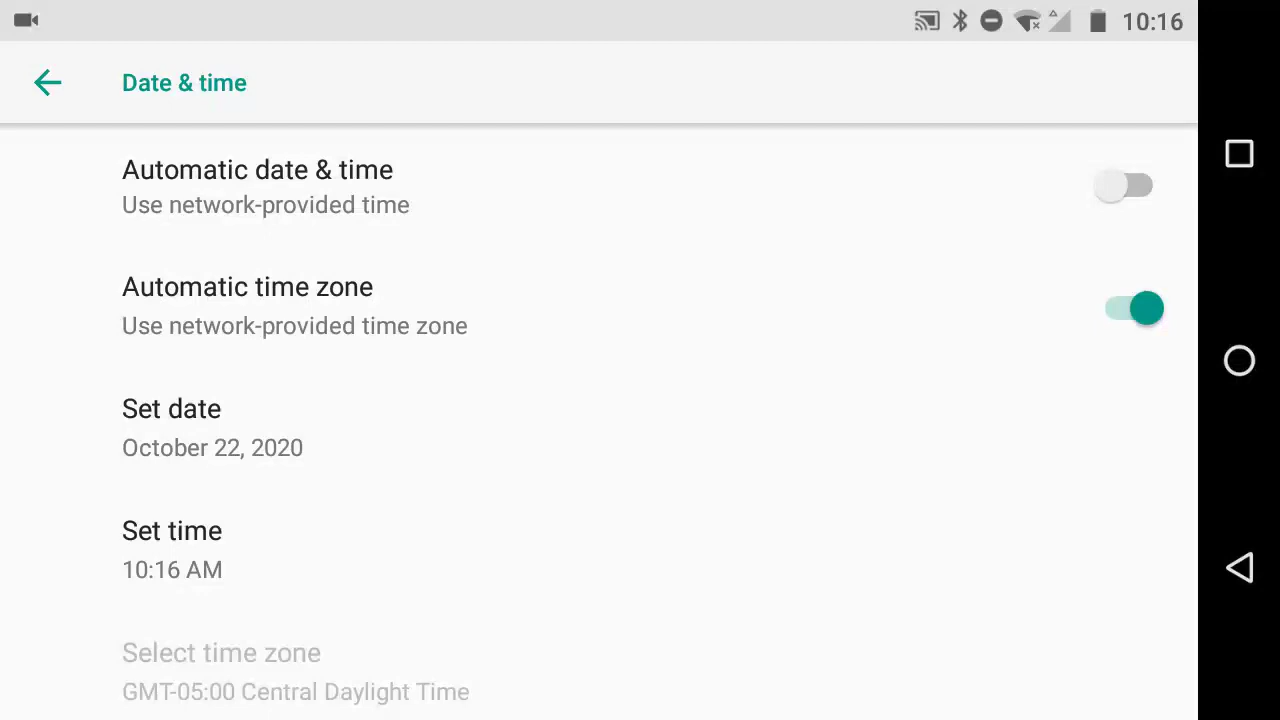 10:16
Date & time
Automatic date & time
Use network-provided time
Automatic time zone
Use network-provided time zone
Set date
October 22, 2020
Set time
10:16 AM
Select time zone
GMT-05:00 Central Daylight Time